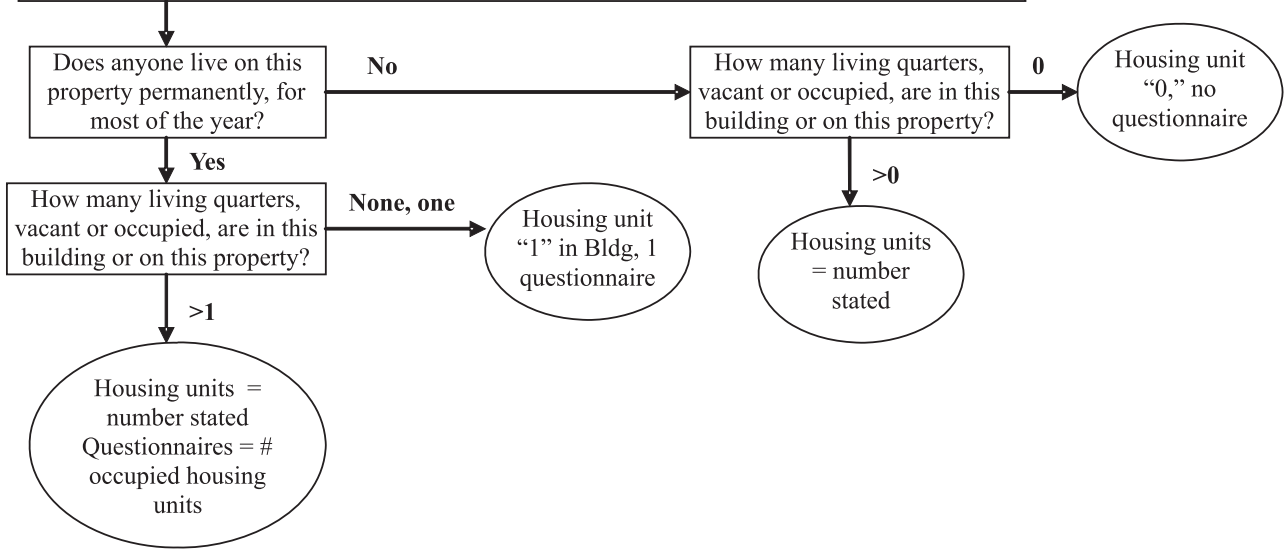 Does anyone live on this
property permanently, for
most of the year?
No
How many living quarters,
vacant or occupied, are in this
building or on this property?
0
Housing unit
“0,” no
questionnaire
Yes
>0
How many living quarters,
vacant or occupied, are in this
building or on this property?
None, one
Housing unit
“1” in Bldg, 1
questionnaire
Housing units
= number
stated
>1
Housing units =
number stated
Questionnaires = #
occupied housing
units